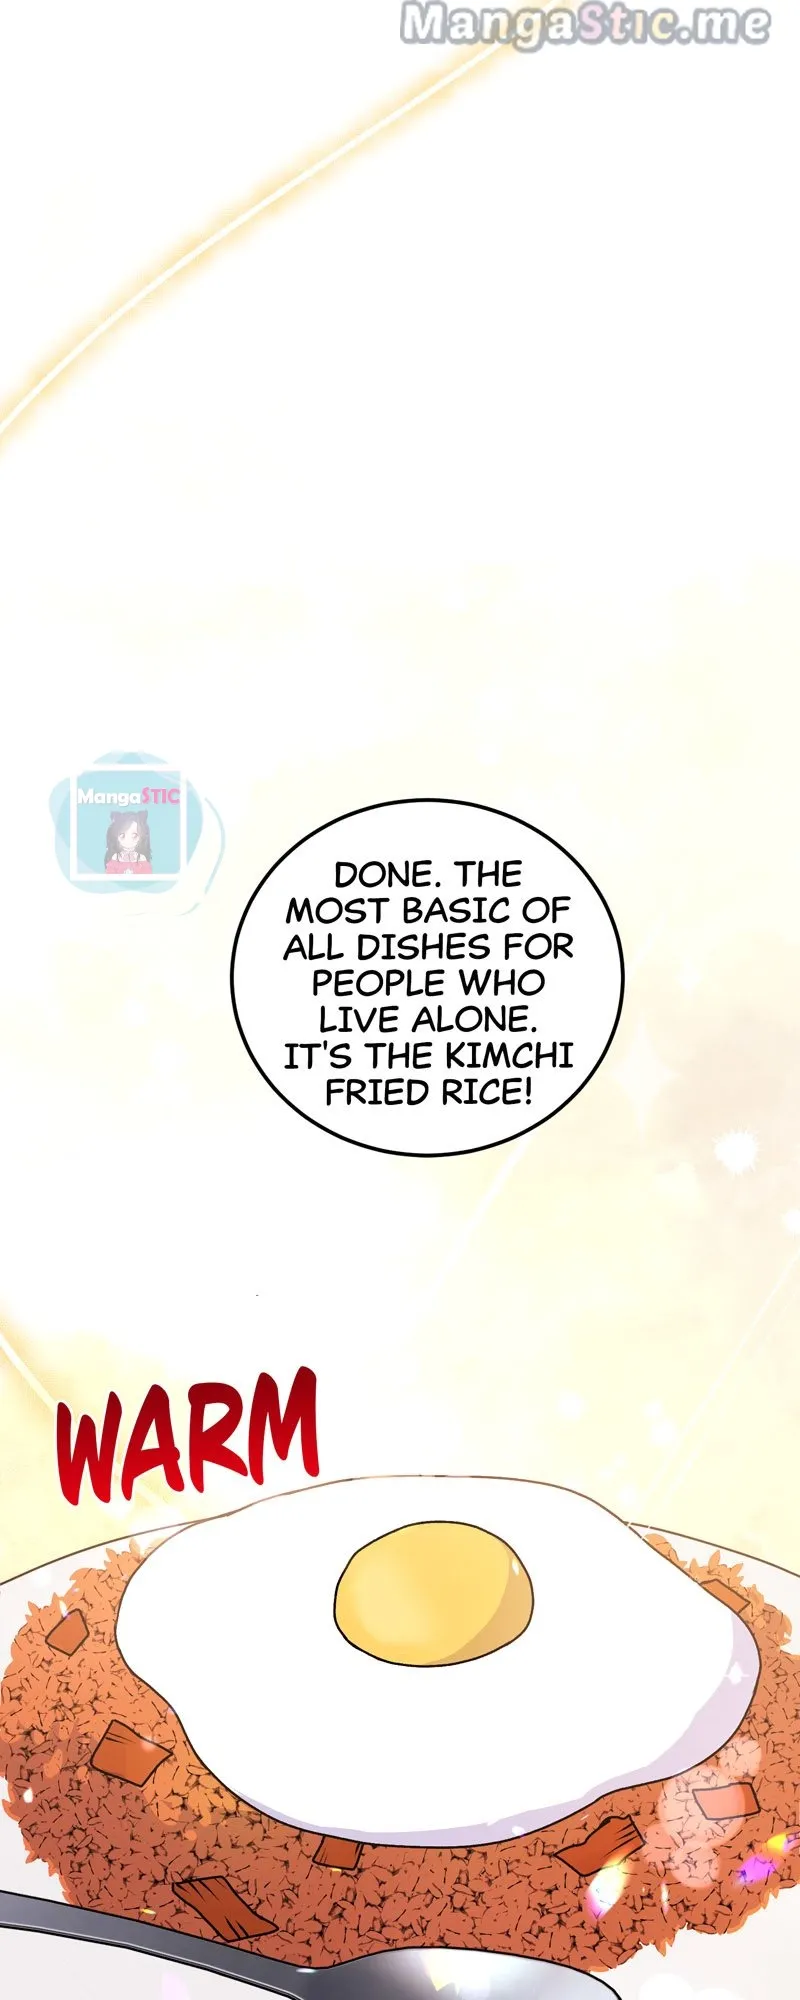 MangaStic.me
MangaSTIC
DONE. THE
MOST BASIC OF
ALL DISHES FOR
PEOPLE WHO
LIVE ALONE.
IT'S THE KIMCHI
FRIED RICE!
WARM